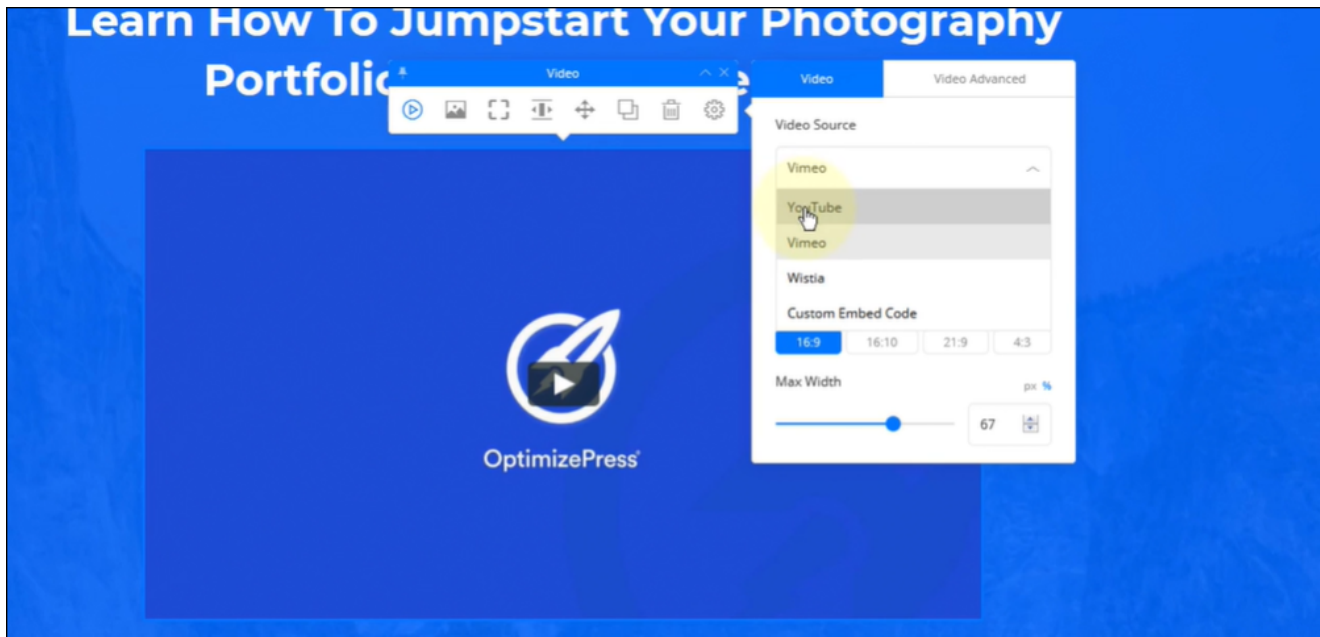 Learn How To Jumpstart Your Photography
Portfolio
Video
Video
Video Advanced
Video Source
Vimeo
YouTube
Vimeo
Wistia
Custom Embed Code
16:9 16:10 21:9 4:3
Max Width px %
67
OptimizePress